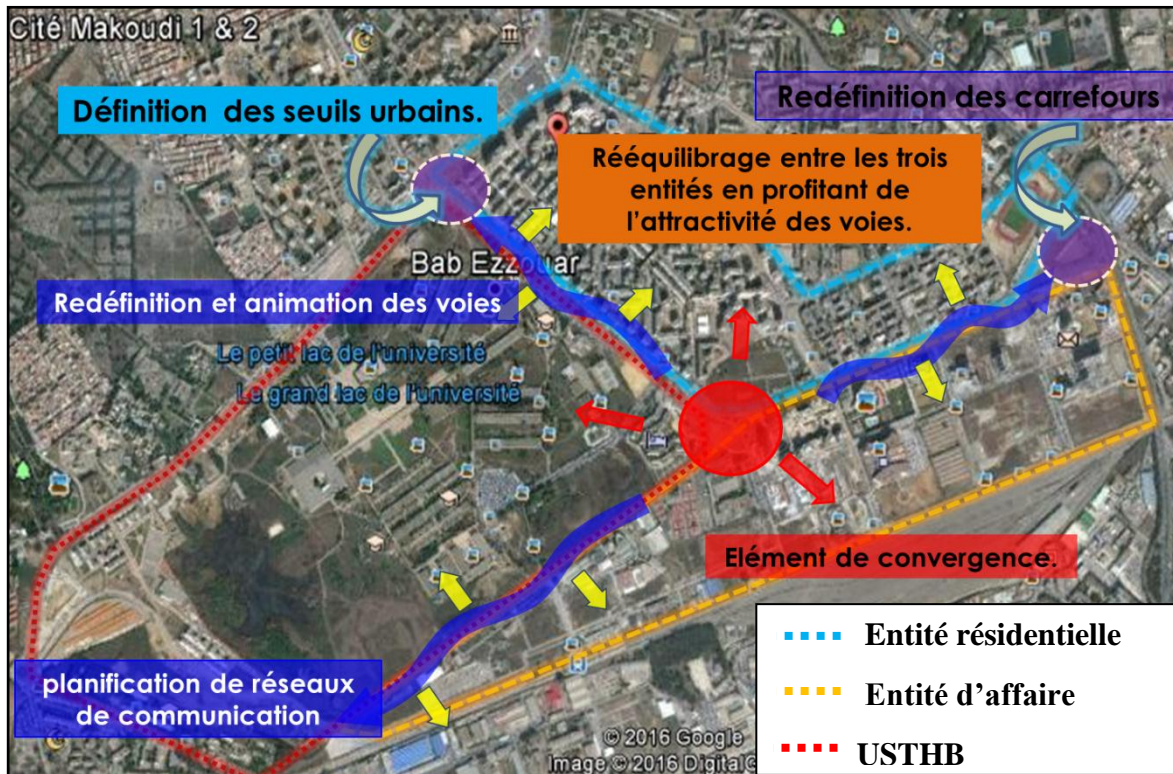 Cité Makoudi 1 & 2
Définition des seuils urbains.
Redéfinition des carrefours
Rééquilibrage entre les trois
entités en profitant de
l'attractivité des voies.
Bab Ezzouar
Redéfinition et animation des voies
Le petit lac de l'université
Le grand lac de l'université
Elément de convergence.
planification de réseaux
de communication
Entité résidentielle
Entité d'affaire
USTHB
© 2016 Google
Image © 2016 DigitalG